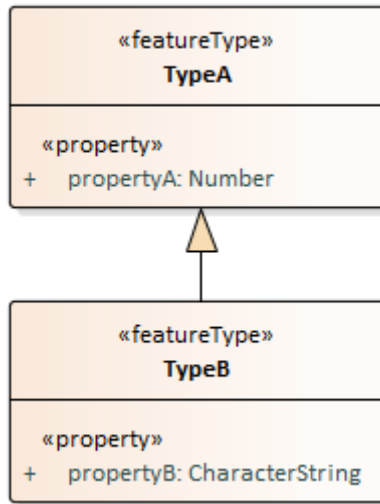 «featureType»
TypeA
«property»
+ propertyA: Number
«featureType»
TypeB
«property»
+ propertyB: CharacterString